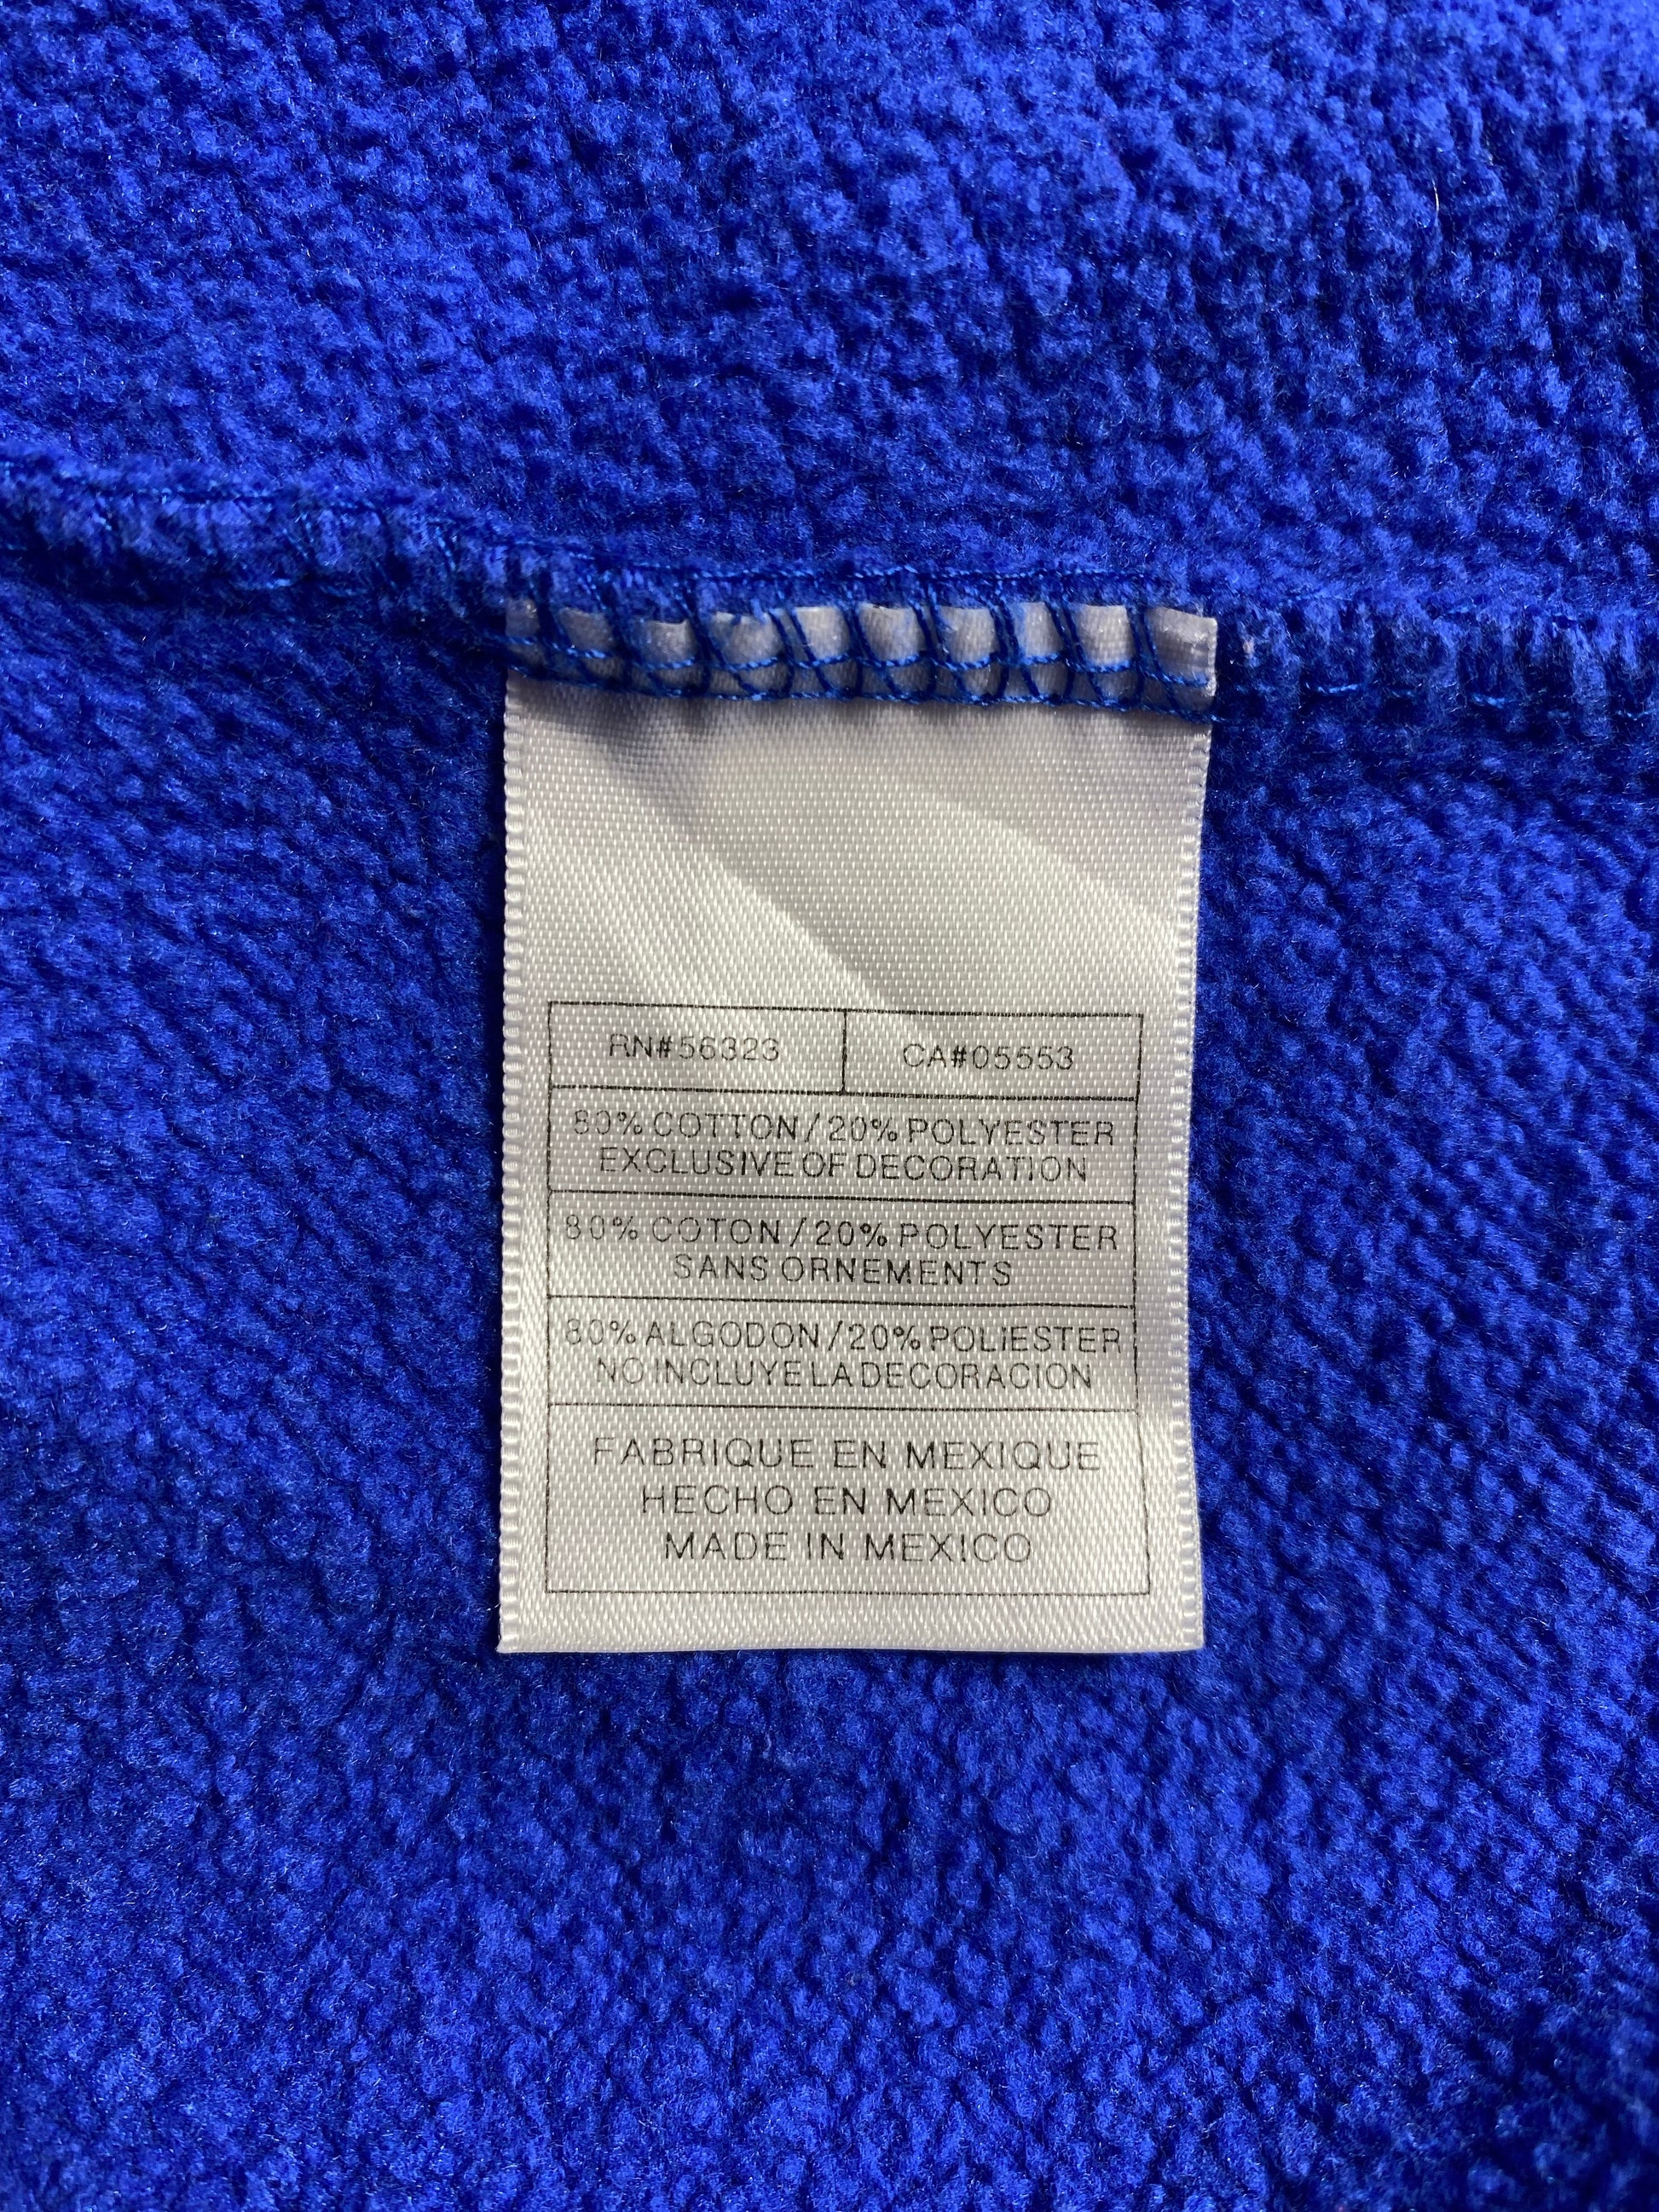 RN#56323 CA#05553
80% COTTON/20% POLYESTER
EXCLUSIVE OF DECORATION
80% COTON/20% POLYESTER
SANS ORNEMENTS
80% ALGODON/20% POLIESTER
NO INCLUYE LA DECORACION
FABRIQUE EN MEXIQUE
HECHO EN MEXICO
MADE IN MEXICO